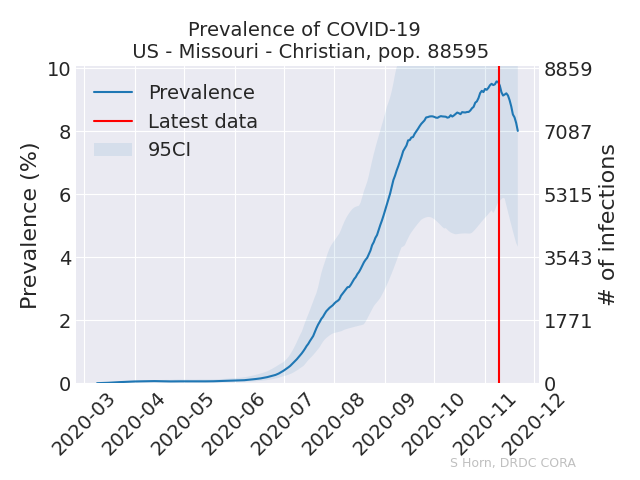 Prevalence of COVID-19
US - Missouri - Christian, pop. 88595
Prevalence
Latest data
95CI
Prevalence (%)
10
8
6
4
2
0
8859
7087
5315
3543
1771
0
# of infections
2020-03
2020-04
2020-05
2020-06
2020-07
2020-08
2020-09
2020-10
2020-11
2020-12
S Horn, DRDC CORA